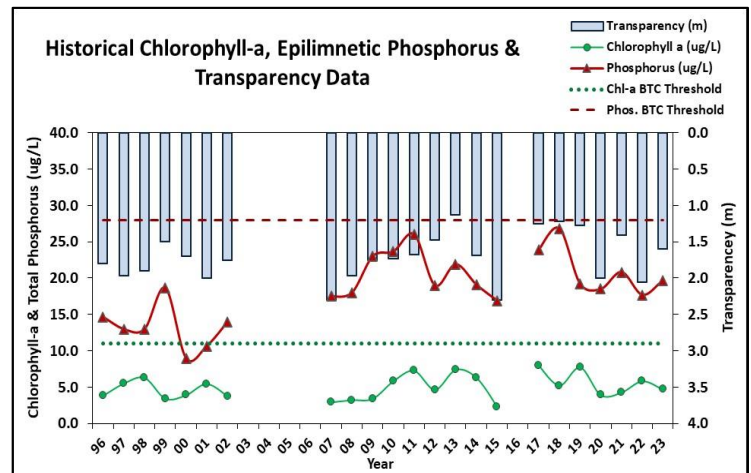 Historical Chlorophyll-a, Epilimnetic Phosphorus &
Transparency Data
Transparency (m)
Chlorophyll a (ug/L)
Phosphorus (ug/L)
Chl-a BTC Threshold
Phos. BTC Threshold
Chlorophyll-a & Total Phosphorus (ug/L)
40.0
35.0
30.0
25.0
20.0
15.0
10.0
5.0
0.0
0.0
0.5
1.0
1.5
2.0
2.5
3.0
3.5
4.0
Transparencey (m)
96 97 98 99 00 01 02 03 04 05 06 07 08 09 10 11 12 13 14 15 16 17 18 19 20 21 22 23
Year